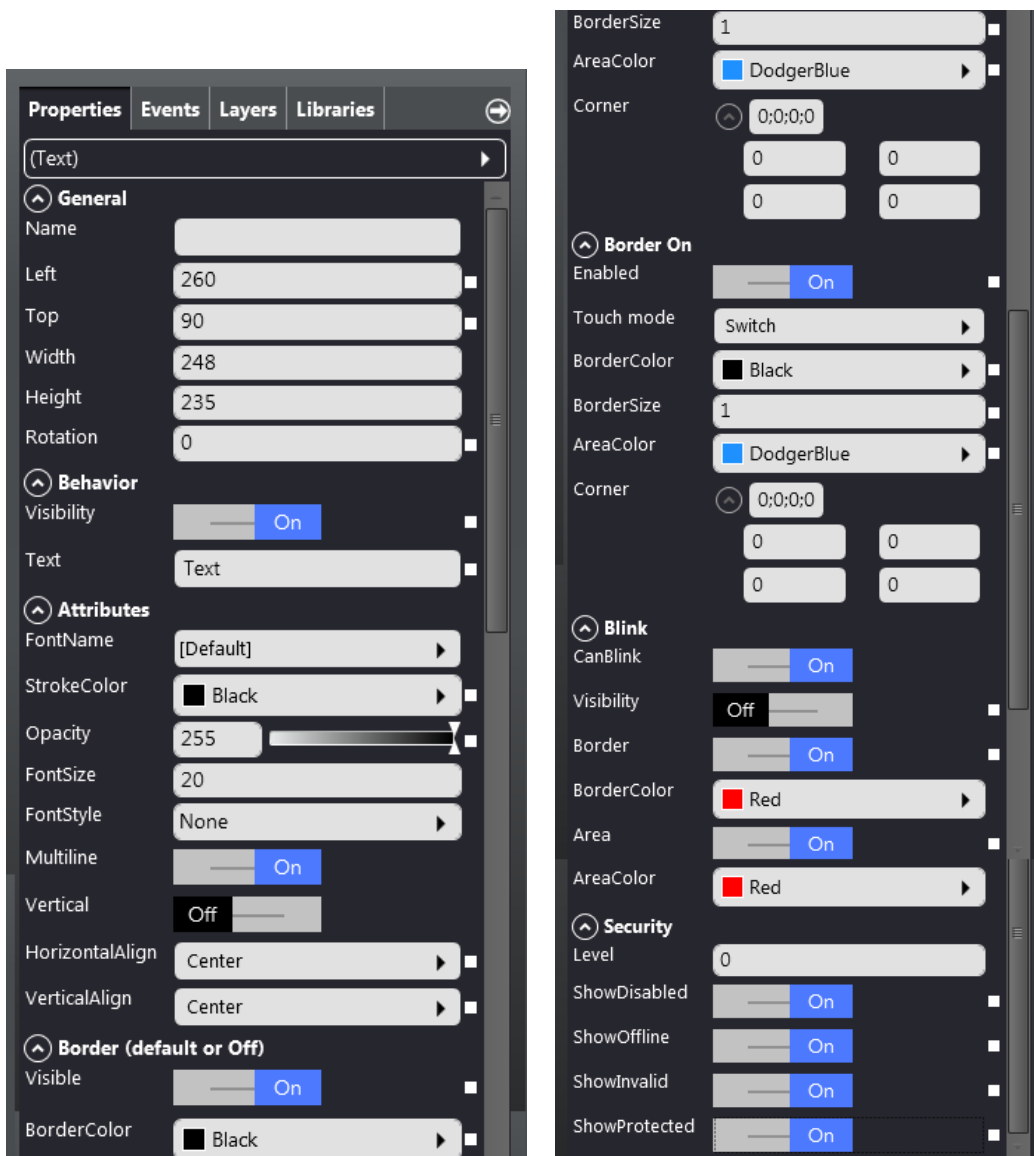 Properties Events Layers Libraries
(Text)
General
Name
Left 260
Top 90
Width 248
Height 235
Rotation 0
Behavior
Visibility On
Text Text
Attributes
FontName [Default]
StrokeColor Black
Opacity 255
FontSize 20
FontStyle None
Multiline On
Vertical Off
HorizontalAlign Center
VerticalAlign Center
Border (default or Off)
Visible On
BorderColor Black
BorderSize 1
AreaColor DodgerBlue
Corner 0;0;0;0
0 0
0 0
Border On
Enabled On
Touch mode Switch
BorderColor Black
BorderSize 1
AreaColor DodgerBlue
Corner 0;0;0;0
0 0
0 0
Blink
CanBlink On
Visibility Off
Border On
BorderColor Red
Area On
AreaColor Red
Security
Level 0
ShowDisabled On
ShowOffline On
ShowInvalid On
ShowProtected On